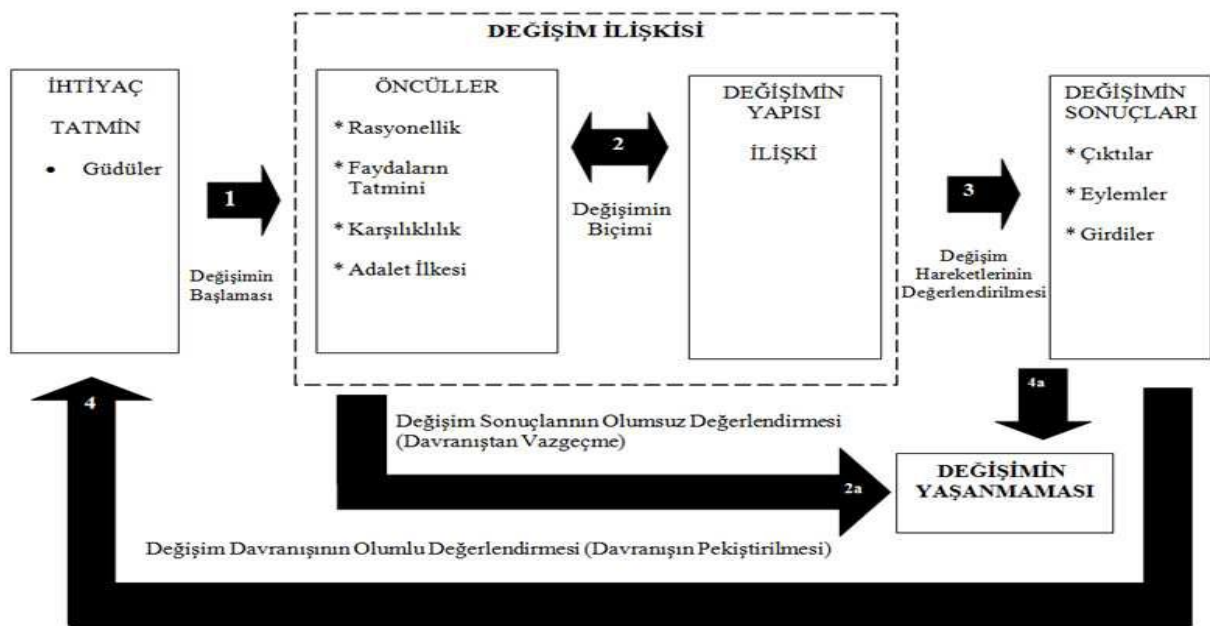 DEĞİŞİM İLİŞKİSİ
İHTİYAÇ
TATMİN
• Güdüler
1
Değişimin
Başlaması
ÖNCÜLLER
* Rasyonellik
* Faydaların
Tatmini
* Karşılıklılık
* Adalet İlkesi
2
Değişimin
Biçimi
DEĞİŞİMİN
YAPISI
İLİŞKİ
3
Değişim
Hareketlerinin
Değerlendirilmesi
DEĞİŞİMİN
SONUÇLARI
* Çıktılar
* Eylemler
* Girdiler
4
4a
Değişim Sonuçlarının Olumsuz Değerlendirmesi
(Davranıştan Vazgeçme)
2a
DEĞİŞİMİN
YAŞANMAMASI
Değişim Davranışının Olumlu Değerlendirmesi (Davranışın Pekiştirilmesi)